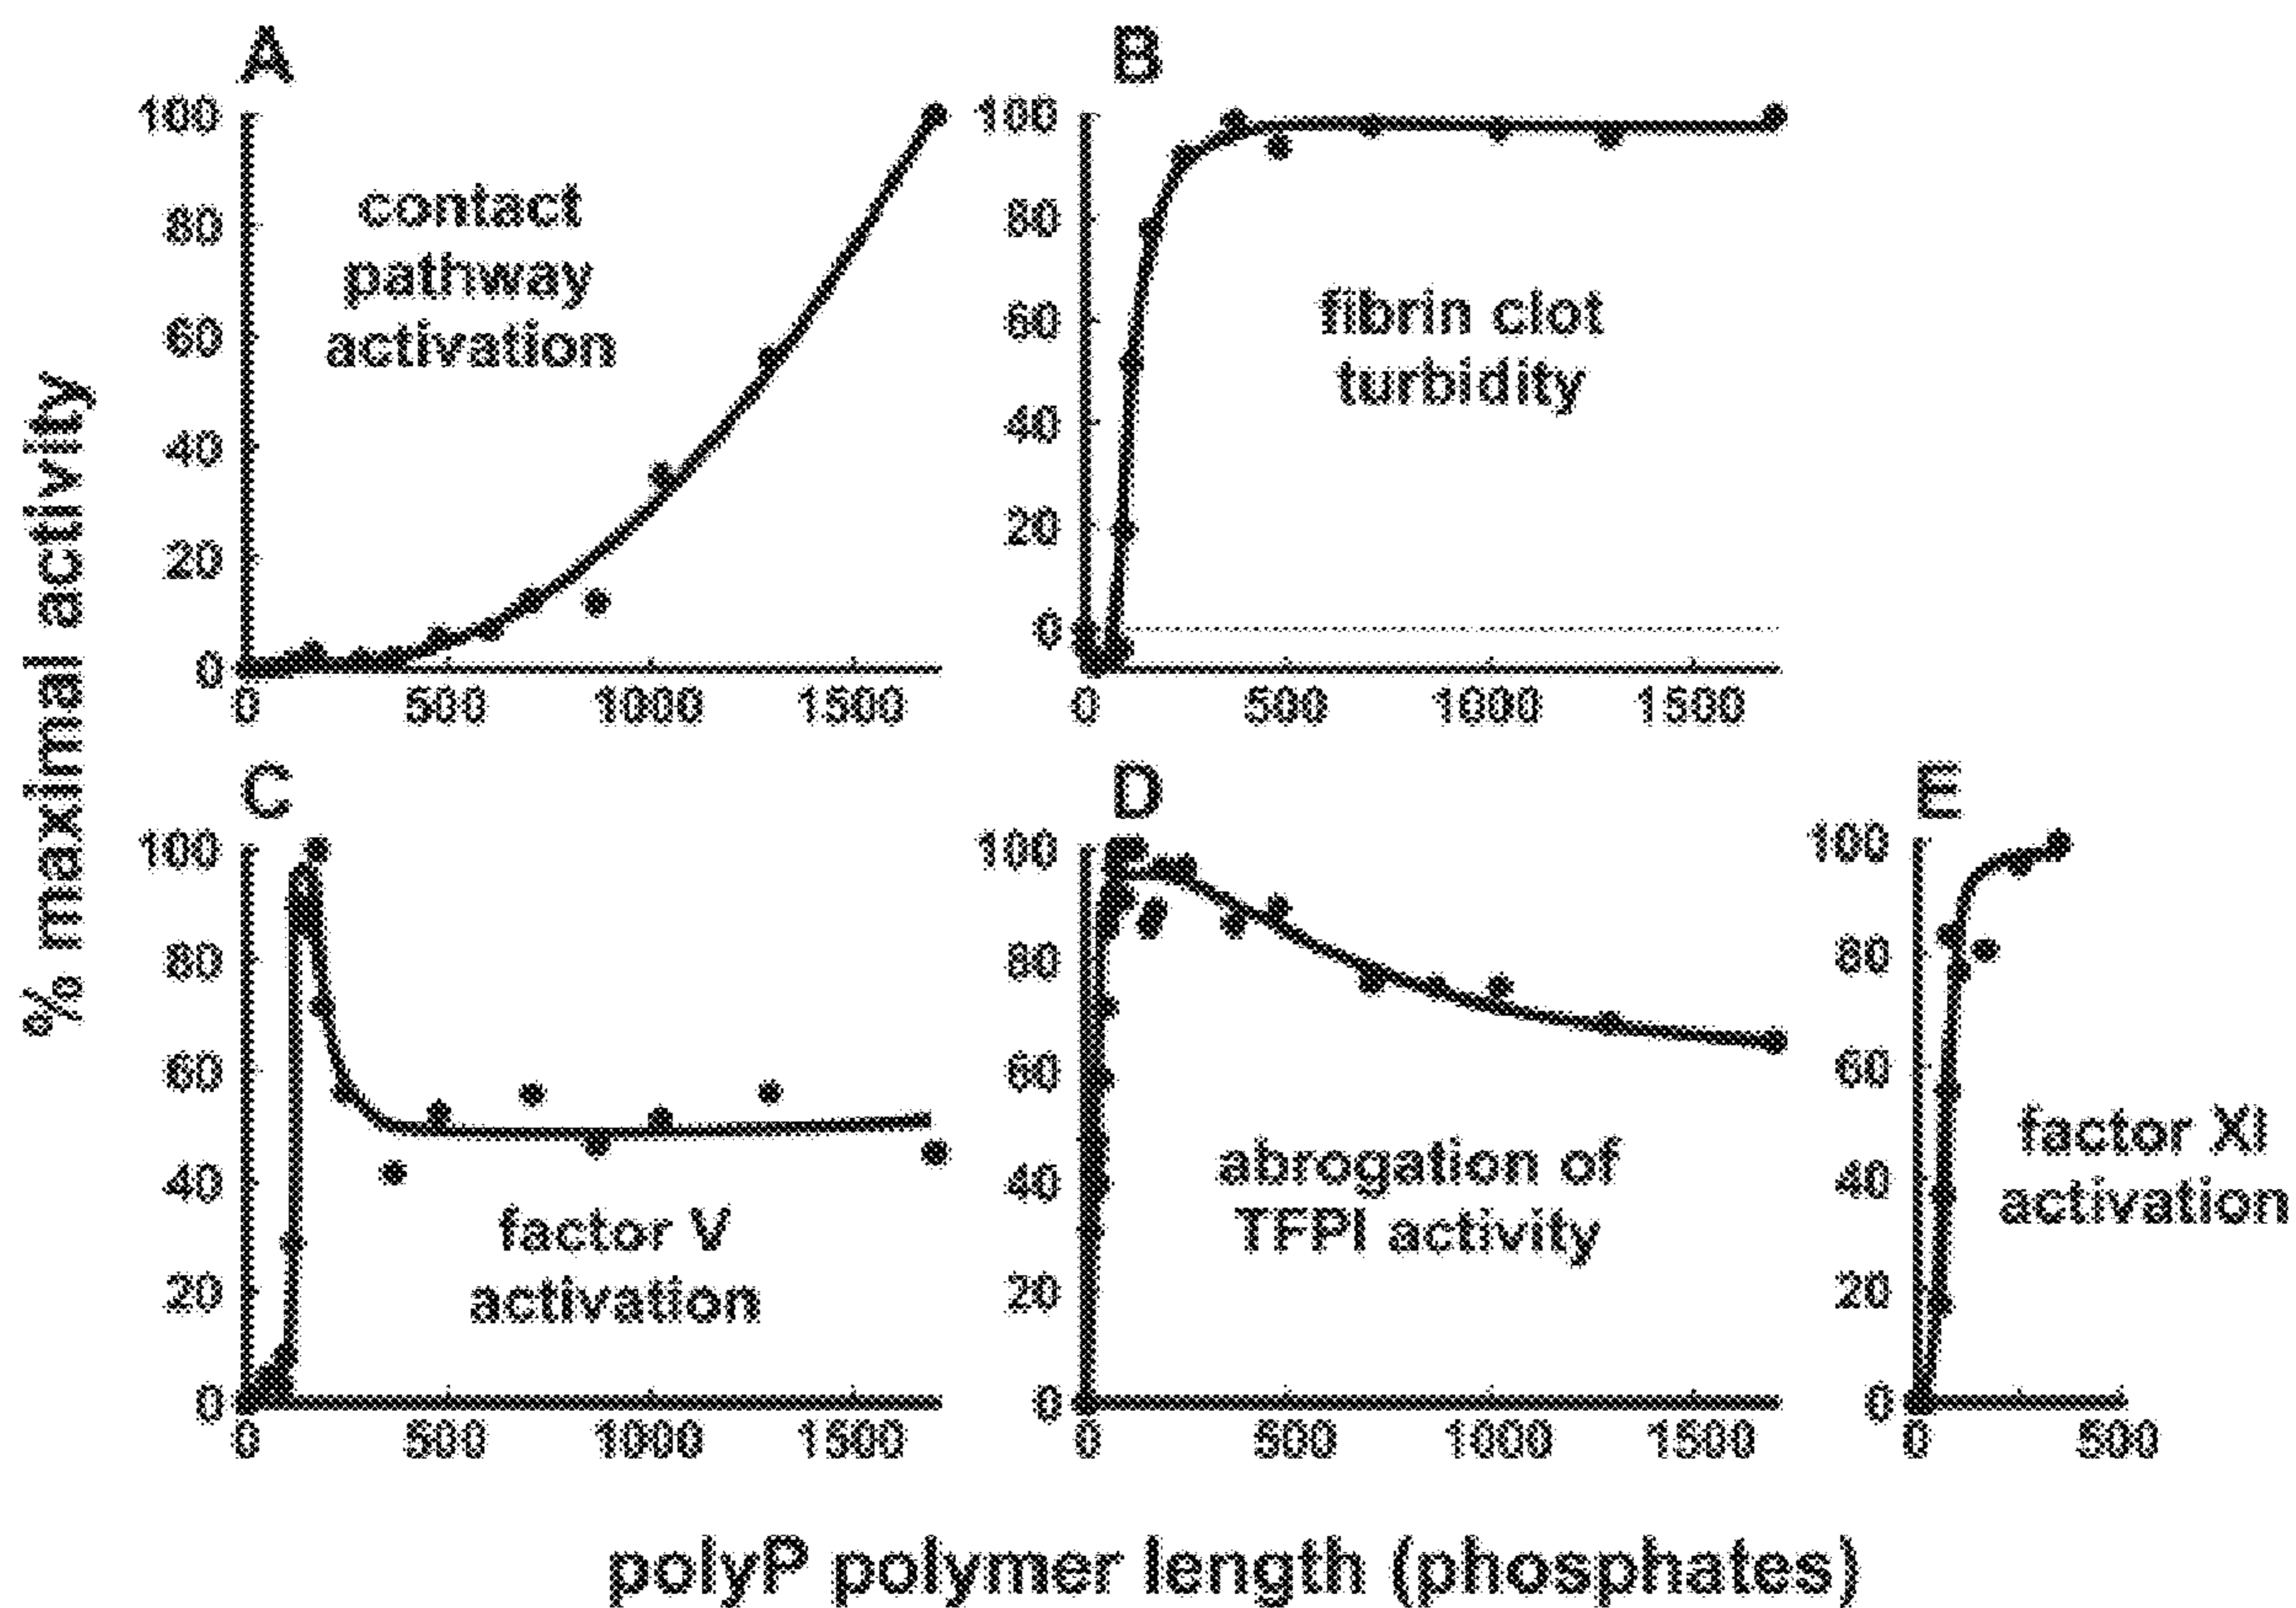 A
B
100
80
60
40
20
0
contact
pathway
activation
0
500
1000
1500
100
80
60
40
20
0
fibrin clot
turbidity
0
500
1000
1500
% maximal activity
C
D
E
100
80
60
40
20
0
factor V
activation
0
500
1000
1500
100
80
60
40
20
0
abrogation of
TFPI activity
0
500
1000
1500
100
80
60
40
20
0
factor XI
activation
0
500
polyP polymer length (phosphates)